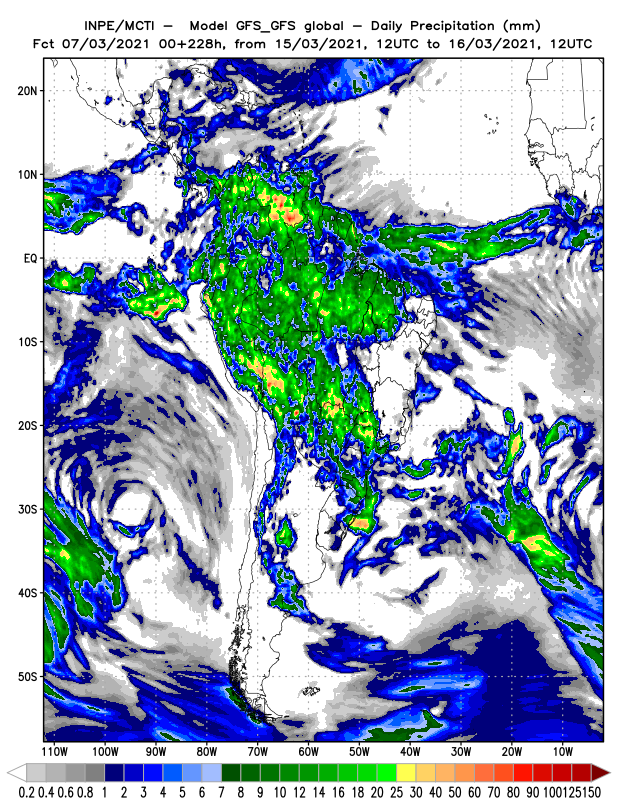 INPE/MCTI –  Model GFS_GFS global – Daily Precipitation (mm)
Fct 07/03/2021 00+228h, from 15/03/2021, 12UTC to 16/03/2021, 12UTC
20N
10N
EQ
10S
20S
30S
40S
50S
110W 100W 90W 80W 70W 60W 50W 40W 30W 20W 10W
0.2 0.4 0.6 0.8 1 2 3 4 5 6 7 8 9 10 12 14 16 18 20 25 30 40 50 60 70 80 90 100 125 150